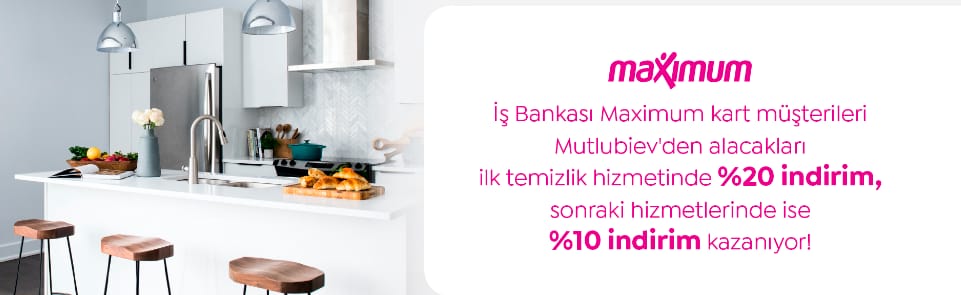 maximum
İş Bankası Maximum kart müşterileri
Mutlubiev'den alacakları
ilk temizlik hizmetinde %20 indirim,
sonraki hizmetlerinde ise
%10 indirim kazanıyor!